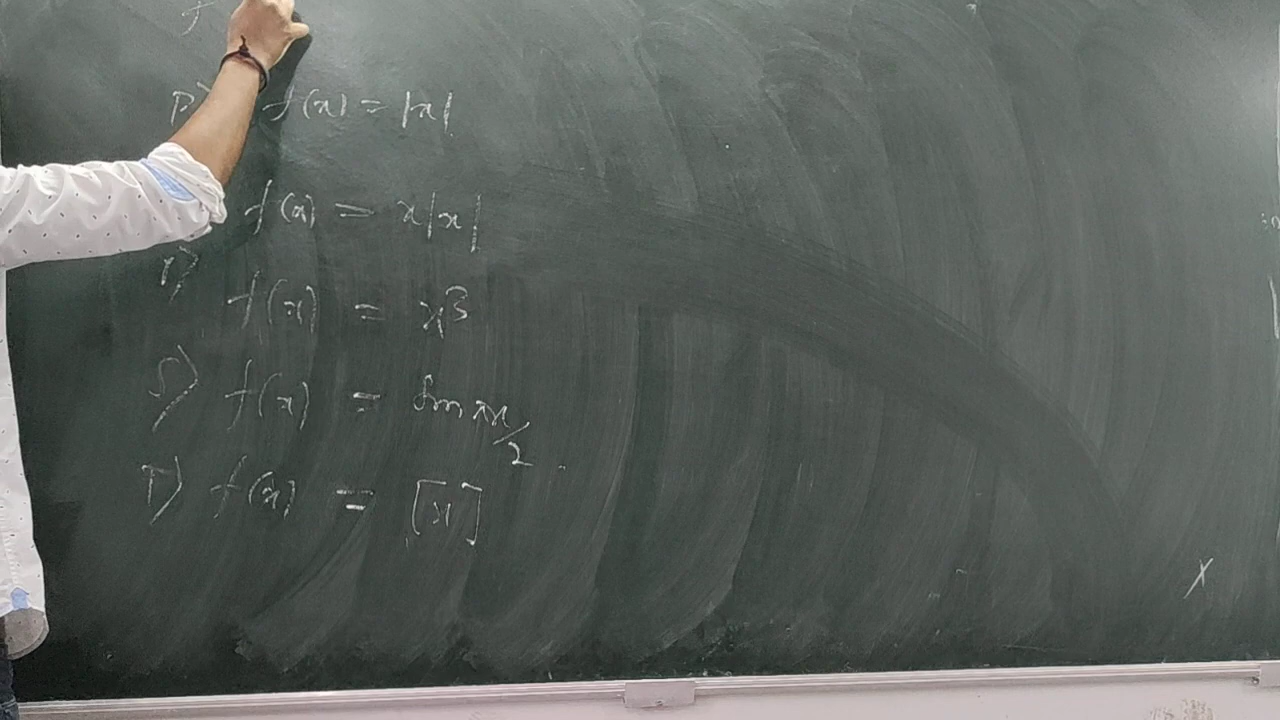 f
P) f(x) = |x|
f(x) = x|x|
r)
f(x) = x³
S) f(x) = Sin πx/2
T) f(x) = [x]
x